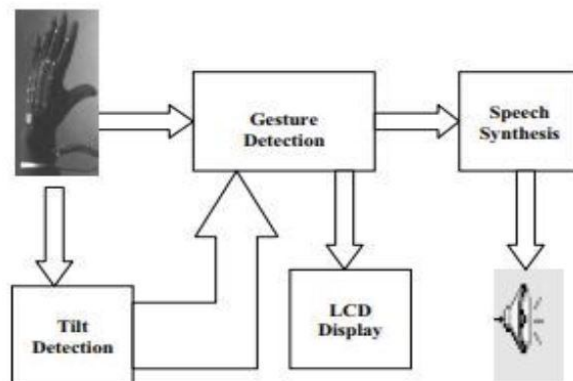 Gesture
Detection
Speech
Synthesis
Tilt
Detection
LCD
Display